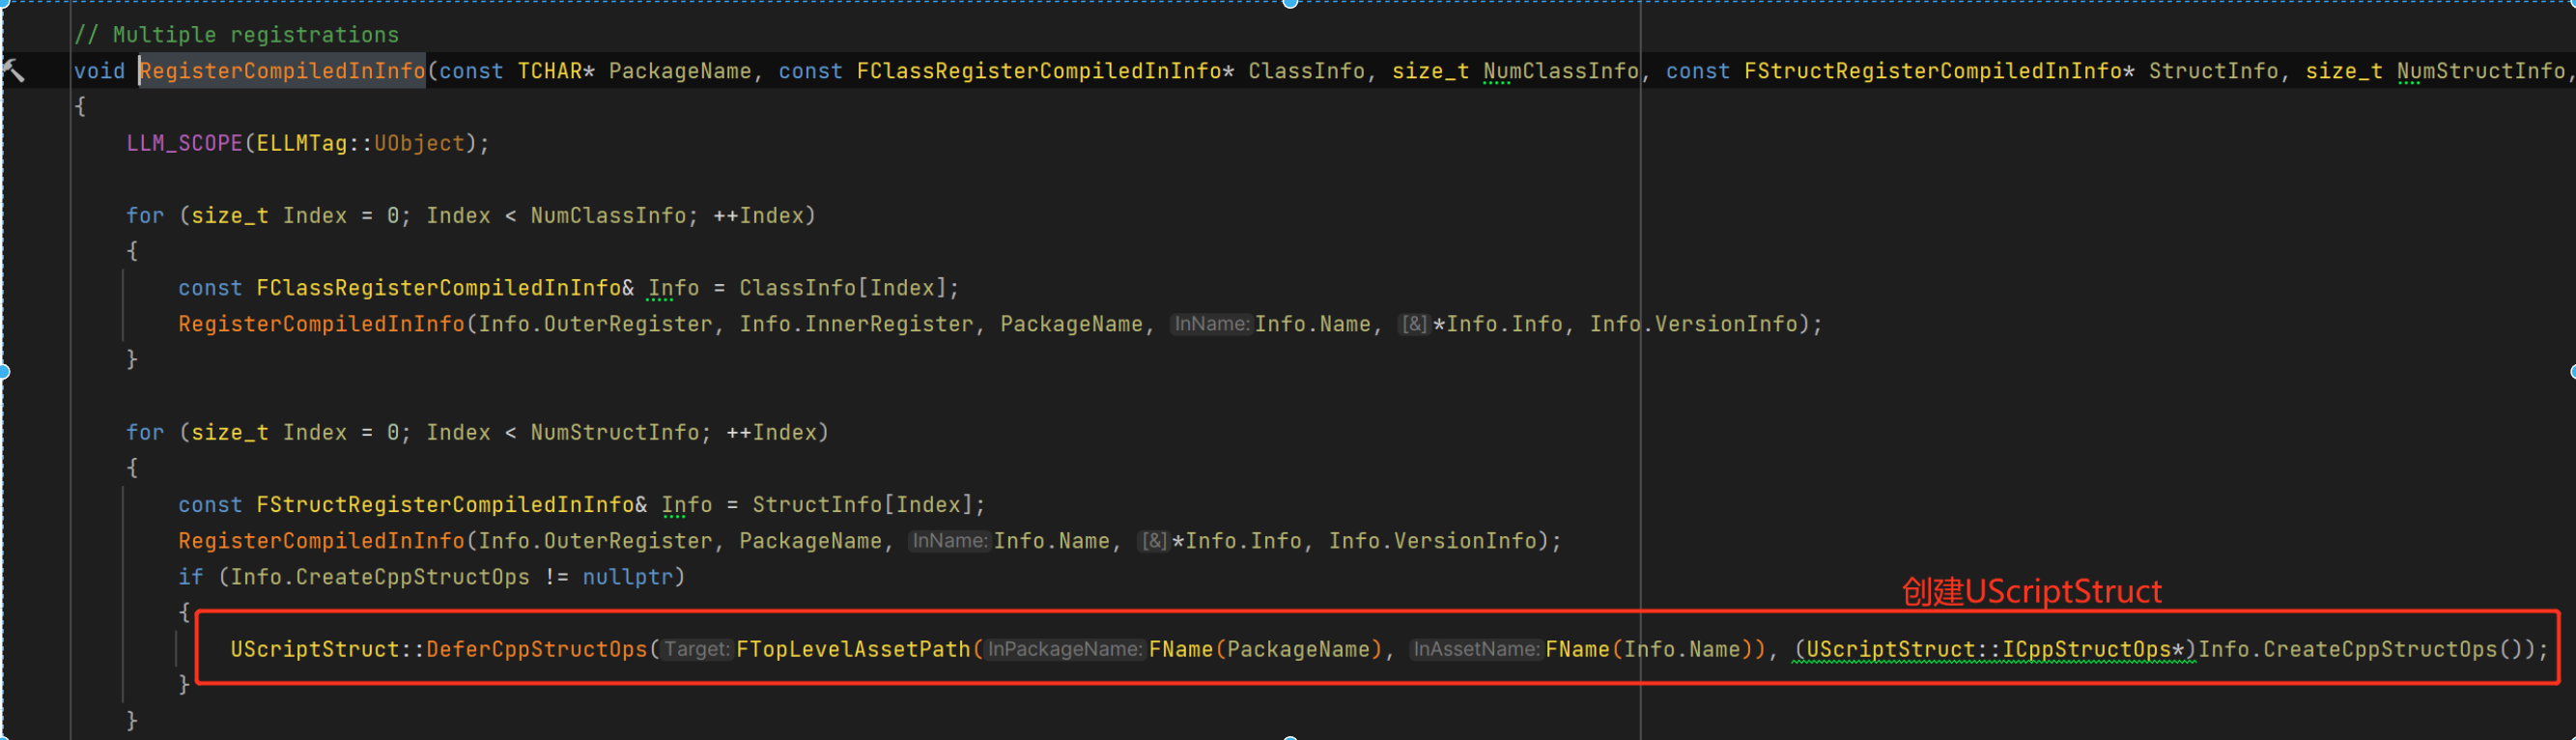 // Multiple registrations
void RegisterCompiledInInfo(const TCHAR* PackageName, const FClassRegisterCompiledInInfo* ClassInfo, size_t NumClassInfo, const FStructRegisterCompiledInInfo* StructInfo, size_t NumStructInfo,
{
LLM_SCOPE(ELLMTag::UObject);
for (size_t Index = 0; Index < NumClassInfo; ++Index)
{
const FClassRegisterCompiledInInfo& Info = ClassInfo[Index];
RegisterCompiledInInfo(Info.OuterRegister, Info.InnerRegister, PackageName, InName: Info.Name, [&] *Info.Info, Info.VersionInfo);
}
for (size_t Index = 0; Index < NumStructInfo; ++Index)
{
const FStructRegisterCompiledInInfo& Info = StructInfo[Index];
RegisterCompiledInInfo(Info.OuterRegister, PackageName, InName: Info.Name, [&] *Info.Info, Info.VersionInfo);
if (Info.CreateCppStructOps != nullptr)
创建UScriptStruct
{
UScriptStruct::DeferCppStructOps(Target: FTopLevelAssetPath(InPackageName: FName(PackageName), InAssetName: FName(Info.Name)), (UScriptStruct::ICppStructOps*)Info.CreateCppStructOps());
}
}